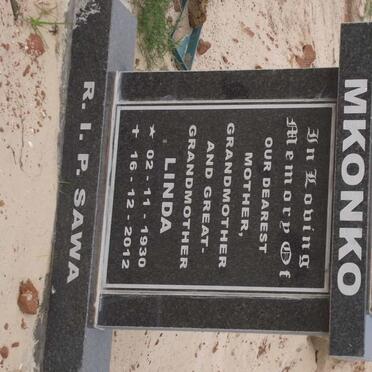 MKONKO
In Loving
Memory Of
OUR DEAREST
MOTHER,
GRANDMOTHER
AND GREAT-
GRANDMOTHER
LINDA
★ 02 - 11 - 1930
✝ 16 - 12 - 2012
R. I. P. SAWA